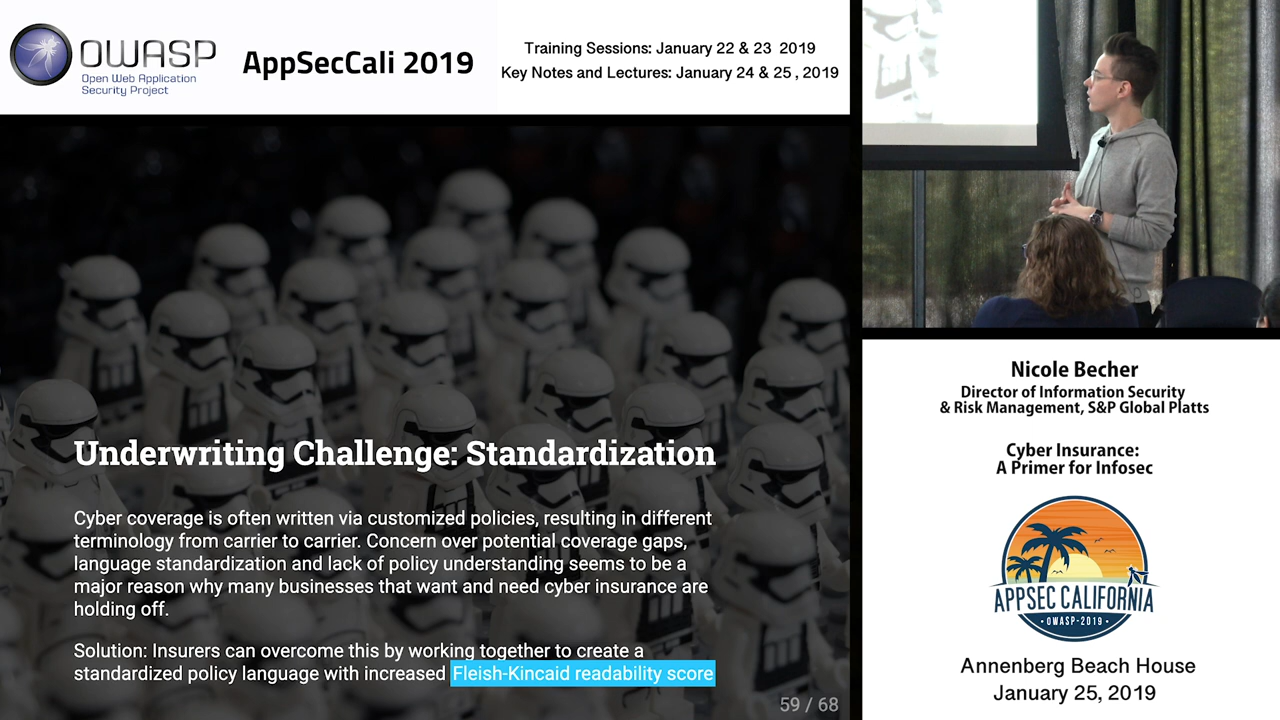 OWASP
Open Web Application
Security Project
AppSecCali 2019
Training Sessions: January 22 & 23 2019
Key Notes and Lectures: January 24 & 25 , 2019
Underwriting Challenge: Standardization
Cyber coverage is often written via customized policies, resulting in different
terminology from carrier to carrier. Concern over potential coverage gaps,
language standardization and lack of policy understanding seems to be a
major reason why many businesses that want and need cyber insurance are
holding off.
Solution: Insurers can overcome this by working together to create a
standardized policy language with increased Fleish-Kincaid readability score
59 / 68
Nicole Becher
Director of Information Security
& Risk Management, S&P Global Platts
Cyber Insurance:
A Primer for Infosec
APPSEC CALIFORNIA
· OWASP-2019 ·
Annenberg Beach House
January 25, 2019